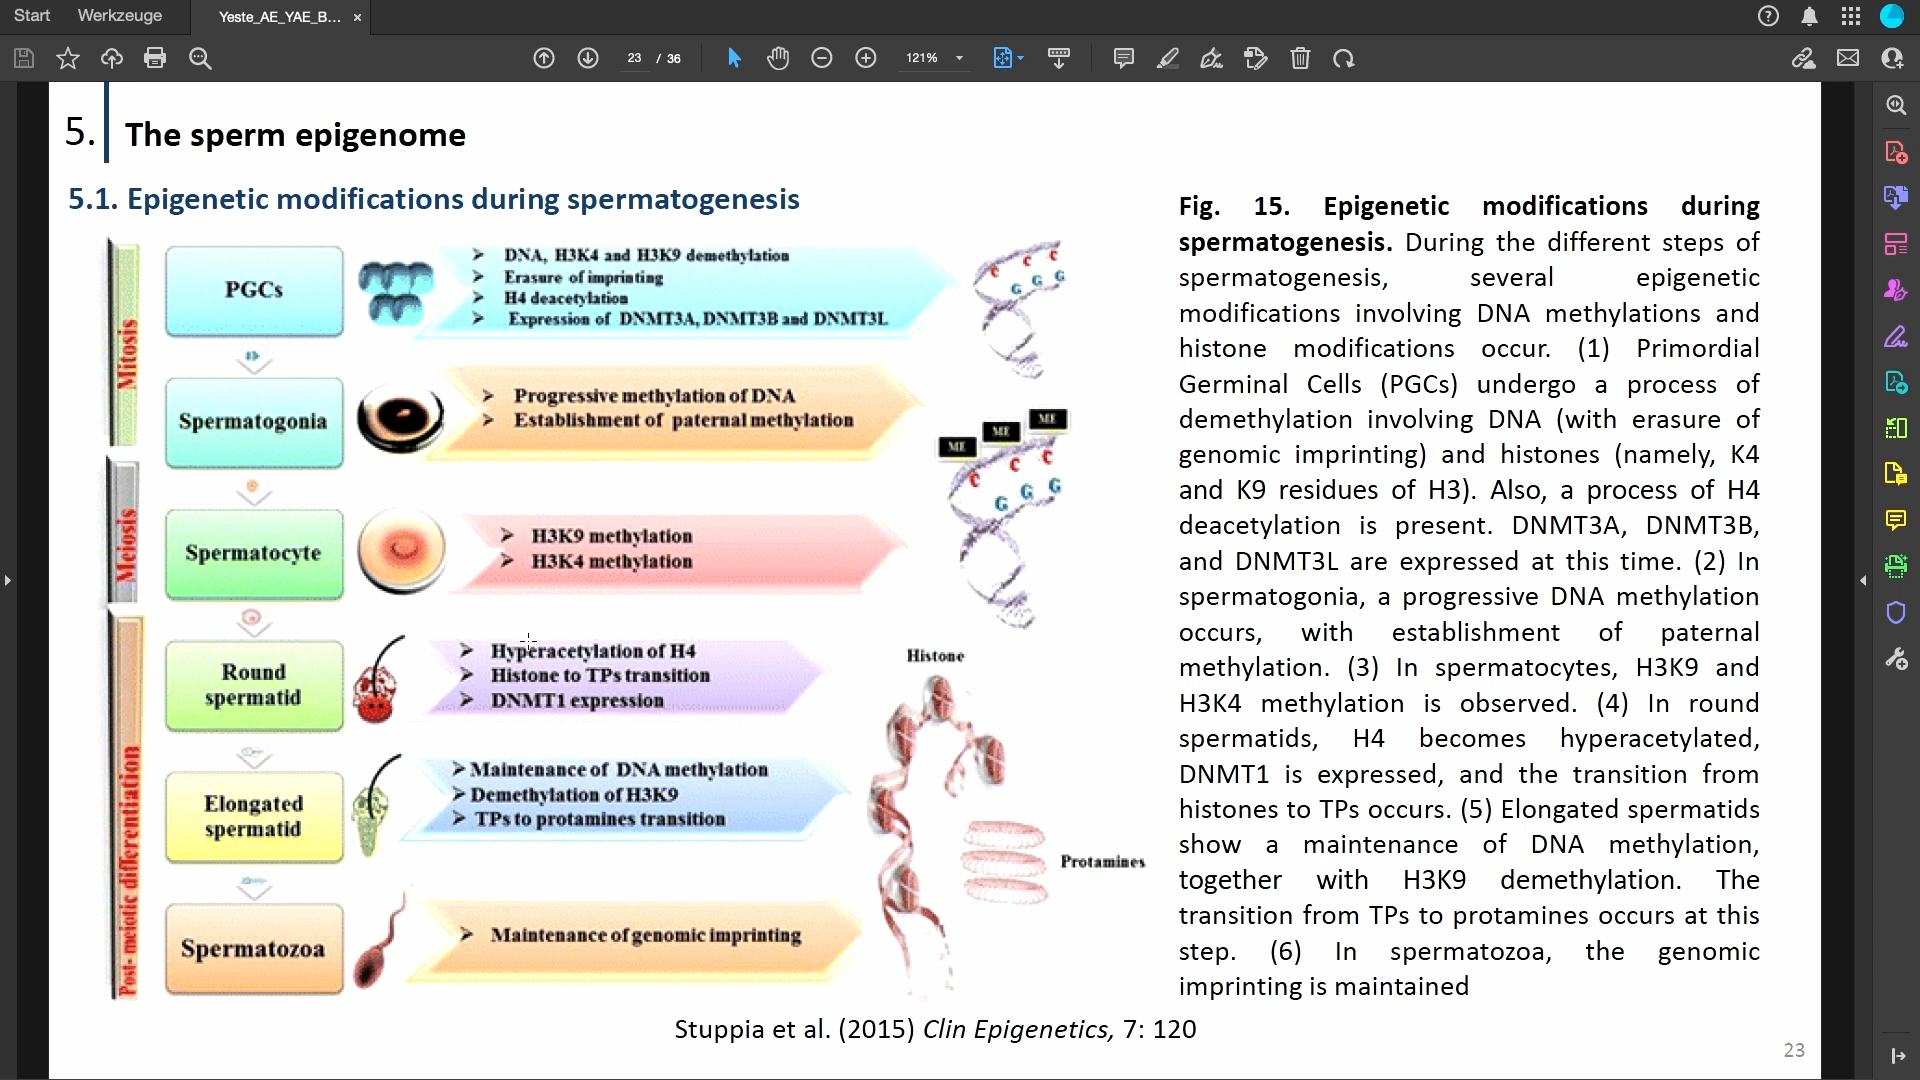 Start
Werkzeuge
Yeste_AE_YAE_B... ×
23 / 36
121%
5. The sperm epigenome
5.1. Epigenetic modifications during spermatogenesis
Mitosis
PGCs
➢ DNA, H3K4 and H3K9 demethylation
➢ Erasure of imprinting
➢ H4 deacetylation
➢ Expression of DNMT3A, DNMT3B and DNMT3L
C C C
G G G
Spermatogonia
➢ Progressive methylation of DNA
➢ Establishment of paternal methylation
ME ME ME
C C C
G G G
Meiosis
Spermatocyte
➢ H3K9 methylation
➢ H3K4 methylation
Post- meiotic differentiation
Round
spermatid
➢ Hyperacetylation of H4
➢ Histone to TPs transition
➢ DNMT1 expression
Histone
Elongated
spermatid
➢ Maintenance of DNA methylation
➢ Demethylation of H3K9
➢ TPs to protamines transition
Protamines
Spermatozoa
➢ Maintenance of genomic imprinting
Fig. 15. Epigenetic modifications during
spermatogenesis. During the different steps of
spermatogenesis, several epigenetic
modifications involving DNA methylations and
histone modifications occur. (1) Primordial
Germinal Cells (PGCs) undergo a process of
demethylation involving DNA (with erasure of
genomic imprinting) and histones (namely, K4
and K9 residues of H3). Also, a process of H4
deacetylation is present. DNMT3A, DNMT3B,
and DNMT3L are expressed at this time. (2) In
spermatogonia, a progressive DNA methylation
occurs, with establishment of paternal
methylation. (3) In spermatocytes, H3K9 and
H3K4 methylation is observed. (4) In round
spermatids, H4 becomes hyperacetylated,
DNMT1 is expressed, and the transition from
histones to TPs occurs. (5) Elongated spermatids
show a maintenance of DNA methylation,
together with H3K9 demethylation. The
transition from TPs to protamines occurs at this
step. (6) In spermatozoa, the genomic
imprinting is maintained
Stuppia et al. (2015) Clin Epigenetics, 7: 120
23